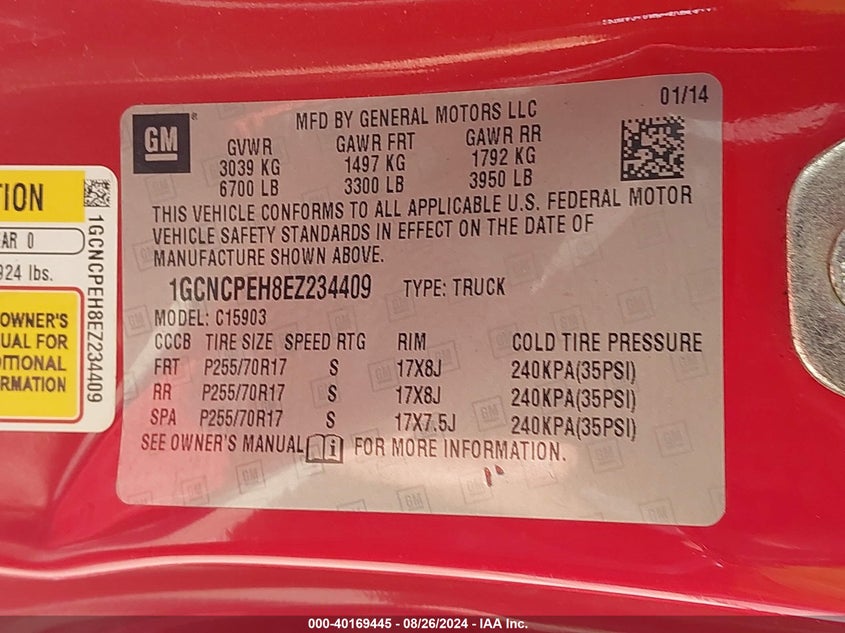 MFD BY GENERAL MOTORS LLC 01/14
GM ®
GVWR GAWR FRT GAWR RR
3039 KG 1497 KG 1792 KG
6700 LB 3300 LB 3950 LB
THIS VEHICLE CONFORMS TO ALL APPLICABLE U.S. FEDERAL MOTOR
VEHICLE SAFETY STANDARDS IN EFFECT ON THE DATE OF
MANUFACTURE SHOWN ABOVE.
1GCNCPEH8EZ234409 TYPE: TRUCK
MODEL: C15903
CCCB TIRE SIZE SPEED RTG RIM COLD TIRE PRESSURE
FRT P255/70R17 S 17X8J 240KPA(35PSI)
RR P255/70R17 S 17X8J 240KPA(35PSI)
SPA P255/70R17 S 17X7.5J 240KPA(35PSI)
SEE OWNER'S MANUAL FOR MORE INFORMATION.
TION
EAR 0
924 lbs.
OWNER'S
UAL FOR
DITIONAL
FORMATION
1GCNCPEH8EZ234409
000-40169445 - 08/26/2024 - IAA Inc.